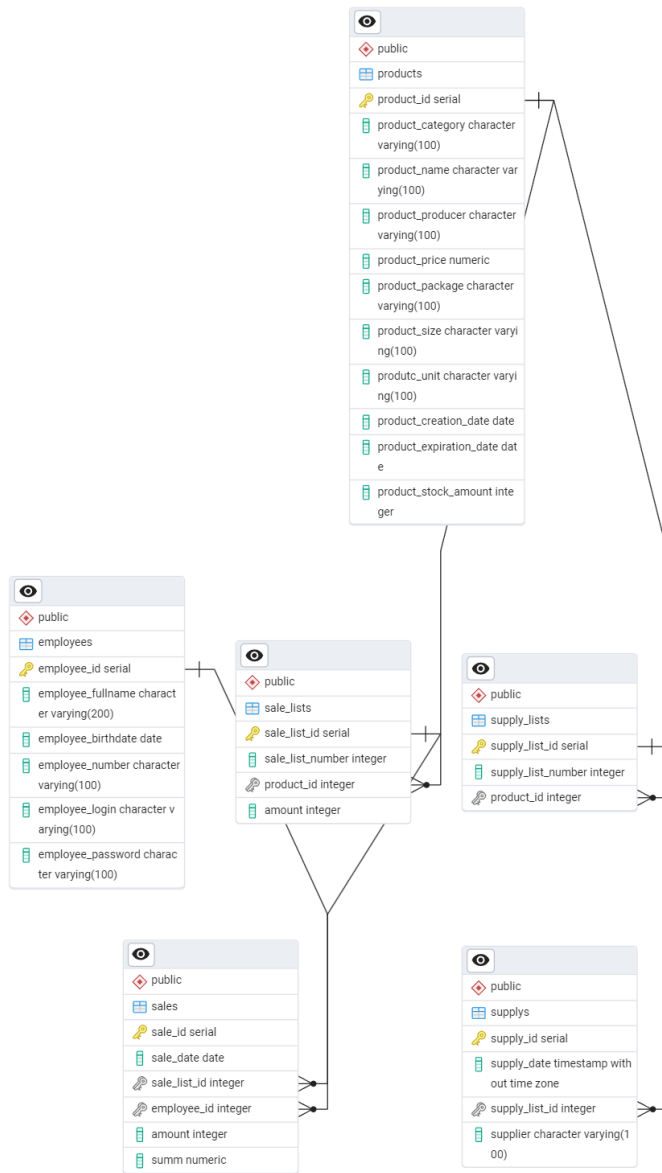 public
products
product_id serial
product_category character
varying(100)
product_name character var
ying(100)
product_producer character
varying(100)
product_price numeric
product_package character
varying(100)
product_size character varyi
ng(100)
produtc_unit character varyi
ng(100)
product_creation_date date
product_expiration_date dat
e
product_stock_amount inte
ger
public
employees
employee_id serial
employee_fullname charact
er varying(200)
employee_birthdate date
employee_number character
varying(100)
employee_login character v
arying(100)
employee_password charac
ter varying(100)
public
sale_lists
sale_list_id serial
sale_list_number integer
product_id integer
amount integer
public
supply_lists
supply_list_id serial
supply_list_number integer
product_id integer
public
sales
sale_id serial
sale_date date
sale_list_id integer
employee_id integer
amount integer
summ numeric
public
supplys
supply_id serial
supply_date timestamp with
out time zone
supply_list_id integer
supplier character varying(1
00)